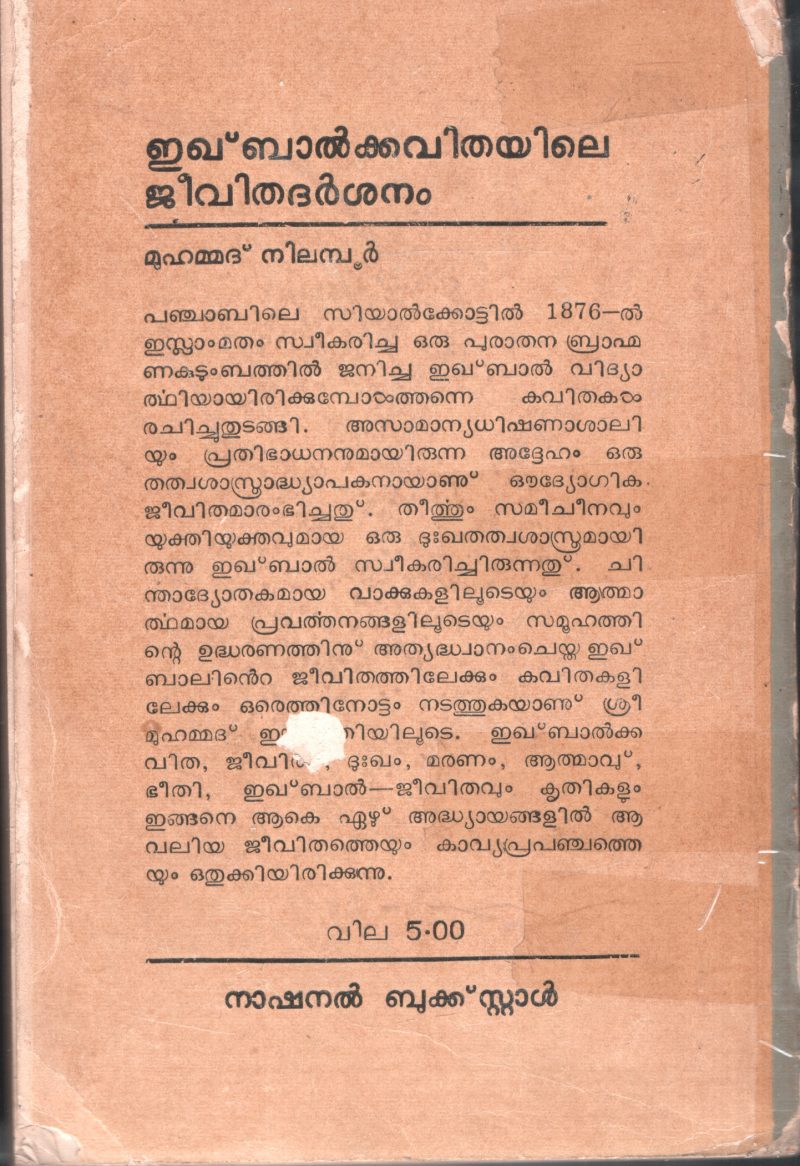 ഇഖ്ബാൽക്കവിതയിലെ
ജീവിതദർശനം
മുഹമ്മദ് നിലമ്പൂർ
പഞ്ചാബിലെ സിയാൽക്കോട്ടിൽ 1876—ൽ
ഇസ്ലാംമതം സ്വീകരിച്ച ഒരു പുരാതന ബ്രാഹ്മ
ണകുടുംബത്തിൽ ജനിച്ച ഇഖ്ബാൽ വിദ്യാ
ർത്ഥിയായിരിക്കുമ്പോൾത്തന്നെ കവിതകൾ
രചിച്ചുതുടങ്ങി. അസാമാന്യധിഷണാശാലി
യും പ്രതിഭാധനനുമായിരുന്ന അദ്ദേഹം ഒരു
തത്വശാസ്ത്രാദ്ധ്യാപകനായാണു് ഔദ്യോഗിക
ജീവിതമാരംഭിച്ചതു്. തീർത്തും സമീചീനവും
യുക്തിയുക്തവുമായ ഒരു ദുഃഖതത്വശാസ്ത്രമായി
രുന്നു ഇഖ്ബാൽ സ്വീകരിച്ചിരുന്നതു്. ചി
ന്താദ്യോതകമായ വാക്കുകളിലൂടെയും ആത്മാ
ർത്ഥമായ പ്രവർത്തനങ്ങളിലൂടെയും സമൂഹത്തി
ന്റെ ഉദ്ധരണത്തിനു് അത്യദ്ധ്വാനംചെയ്ത ഇഖ്
ബാലിൻെറ ജീവിതത്തിലേക്കും കവിതകളി
ലേക്കും ഒരെത്തിനോട്ടം നടത്തുകയാണു് ശ്രീ
മുഹമ്മദ് തിയിലൂടെ. ഇഖ്ബാൽക്ക
വിത, ജീവിതം, ദുഃഖം, മരണം, ആത്മാവു്,
ഭീതി, ഇഖ്ബാൽ—ജീവിതവും കൃതികളും
ഇങ്ങനെ ആകെ ഏഴു് അദ്ധ്യായങ്ങളിൽ ആ
വലിയ ജീവിതത്തെയും കാവ്യപ്രപഞ്ചത്തെ
യും ഒതുക്കിയിരിക്കുന്നു.
വില 5·00
നാഷനൽ ബുക്ക്സ്റ്റാൾ